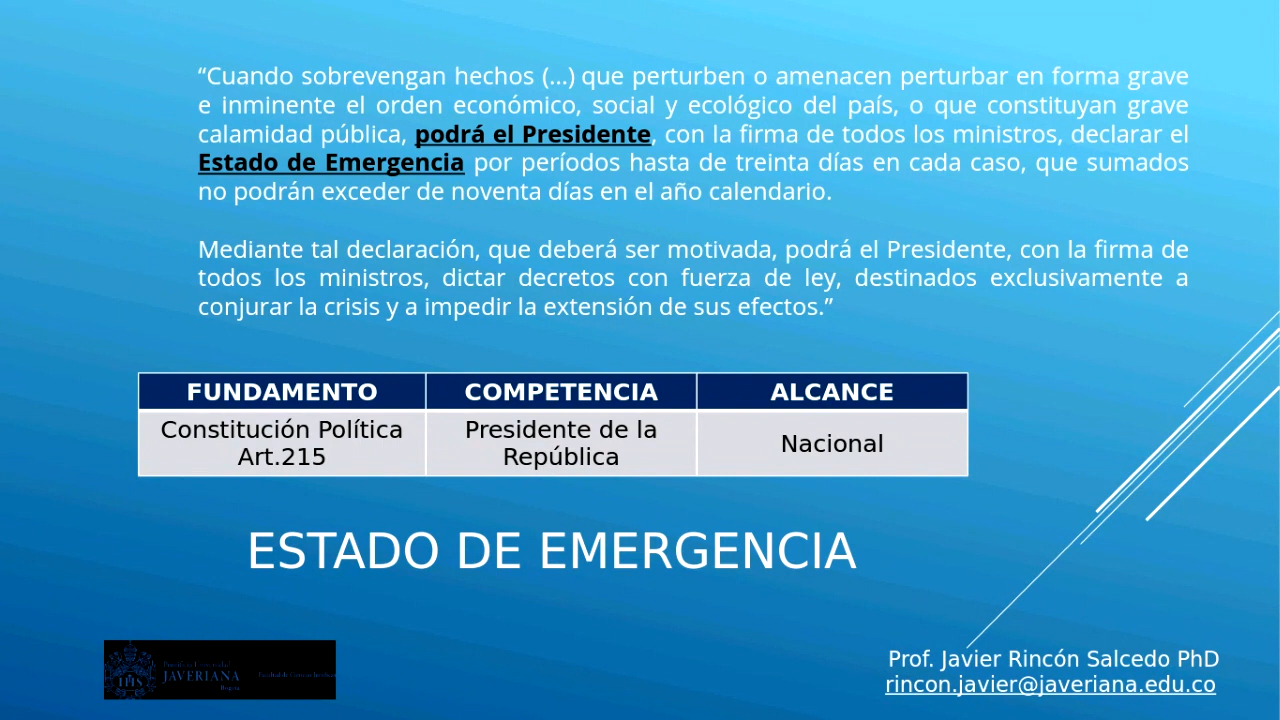 “Cuando sobrevengan hechos (…) que perturben o amenacen perturbar en forma grave
e inminente el orden económico, social y ecológico del país, o que constituyan grave
calamidad pública, podrá el Presidente, con la firma de todos los ministros, declarar el
Estado de Emergencia por períodos hasta de treinta días en cada caso, que sumados
no podrán exceder de noventa días en el año calendario.
Mediante tal declaración, que deberá ser motivada, podrá el Presidente, con la firma de
todos los ministros, dictar decretos con fuerza de ley, destinados exclusivamente a
conjurar la crisis y a impedir la extensión de sus efectos.”
FUNDAMENTO COMPETENCIA ALCANCE
Constitución Política Presidente de la
Nacional
Art.215 República
ESTADO DE EMERGENCIA
Pontificia Universidad
JAVERIANA
Bogotá
Prof. Javier Rincón Salcedo PhD
rincon.javier@javeriana.edu.co